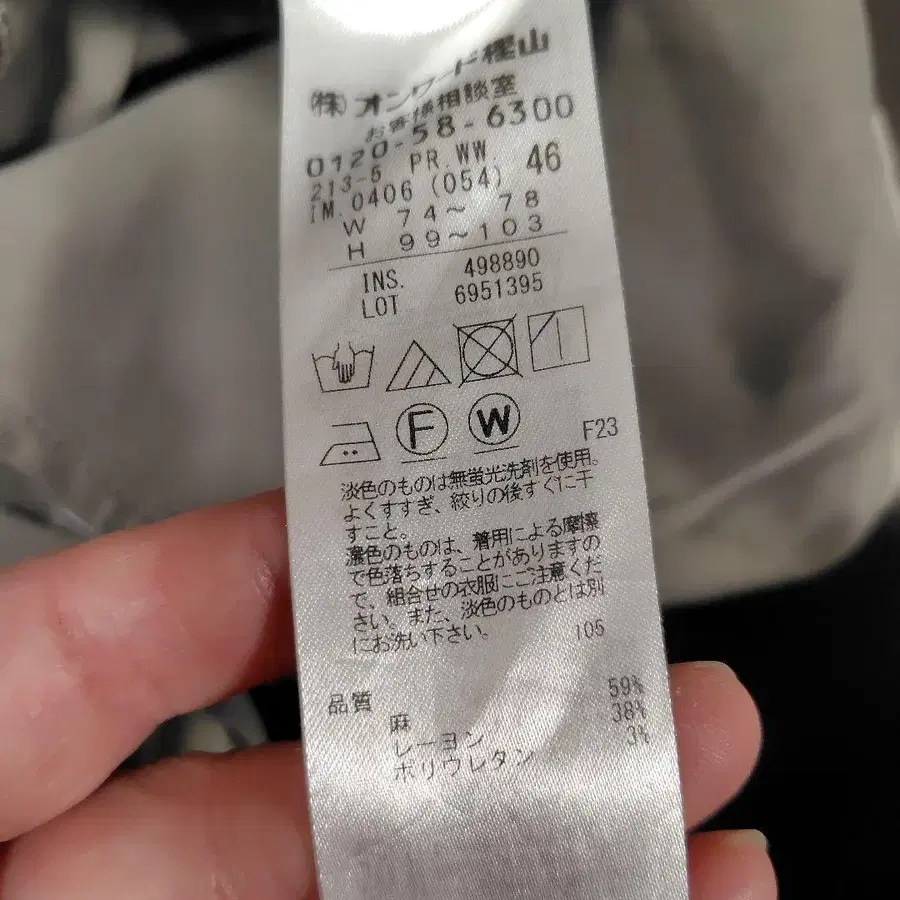 (株)オンワード樫山
お客様相談室
0120-58-6300
213-5 PR.WW. 46
IM.0406 (054)
W 74～ 78
H 99～103
INS. 498890
LOT 6951395
F W F23
淡色のものは無蛍光洗剤を使用。
よくすすぎ、絞りの後すぐに干
すこと。
濃色のものは、着用による摩擦
で色落ちすることがありますの
で、組合せの衣服にご注意くだ
さい。また、淡色のものとは別
にお洗い下さい。 105
品質
麻 59%
レーヨン 38%
ポリウレタン 3%